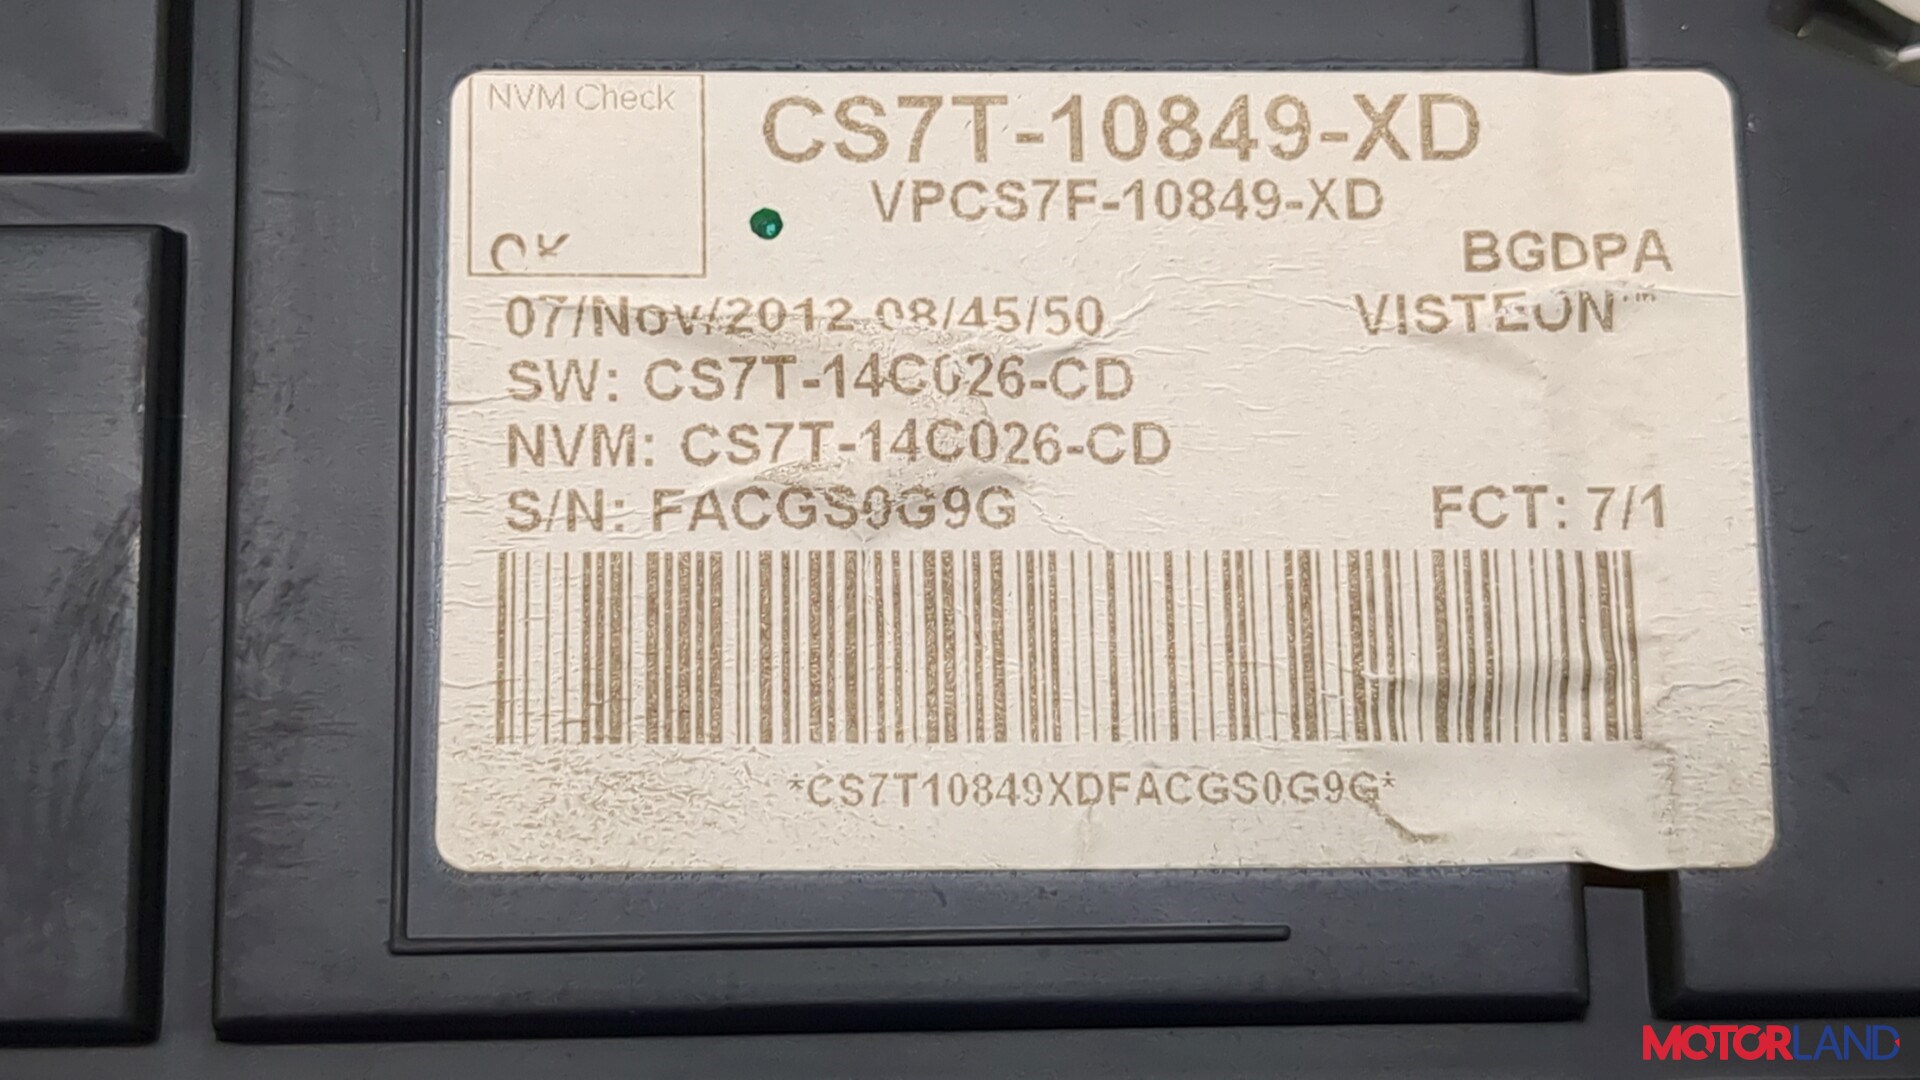 NVM Check
OK
CS7T-10849-XD
VPCS7F-10849-XD
BGDPA
07/Nov/2012 08/45/50
VISTEON™
SW: CS7T-14C026-CD
NVM: CS7T-14C026-CD
S/N: FACGS0G9G
FCT: 7/1
*CS7T10849XDFACGS0G9G*
MOTORLAND